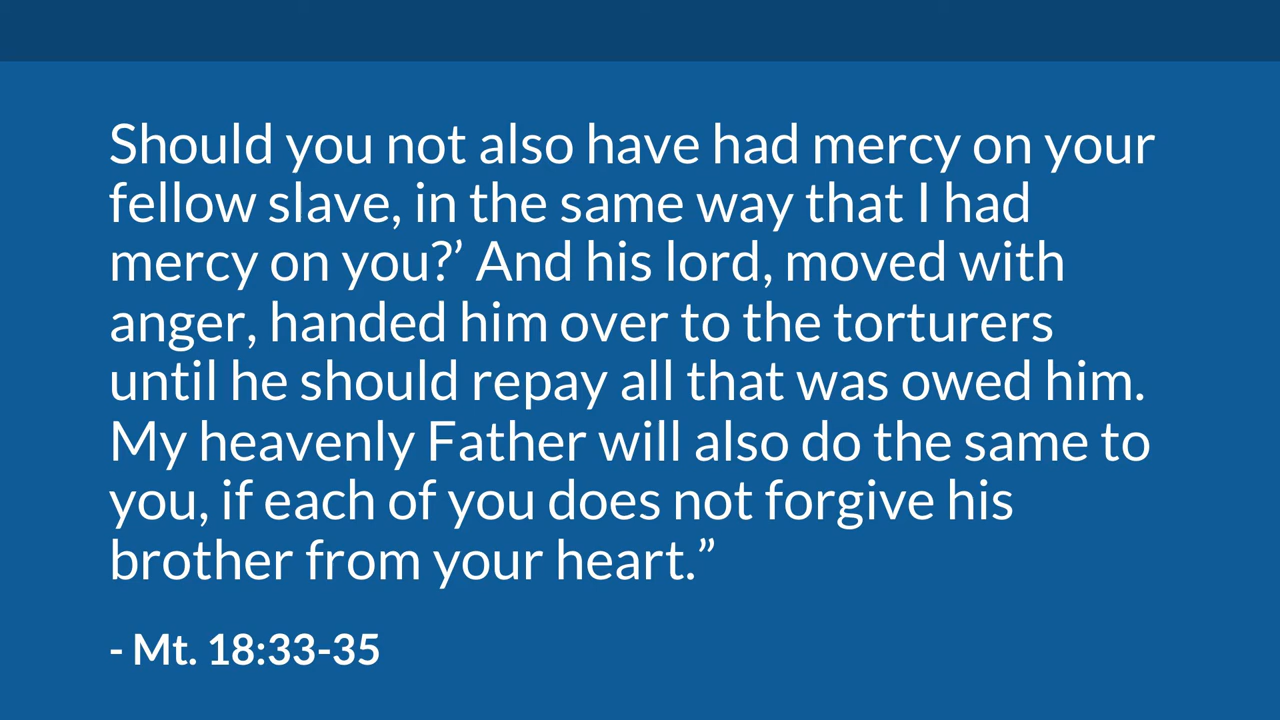 Should you not also have had mercy on your
fellow slave, in the same way that I had
mercy on you?’ And his lord, moved with
anger, handed him over to the torturers
until he should repay all that was owed him.
My heavenly Father will also do the same to
you, if each of you does not forgive his
brother from your heart.”
- Mt. 18:33-35